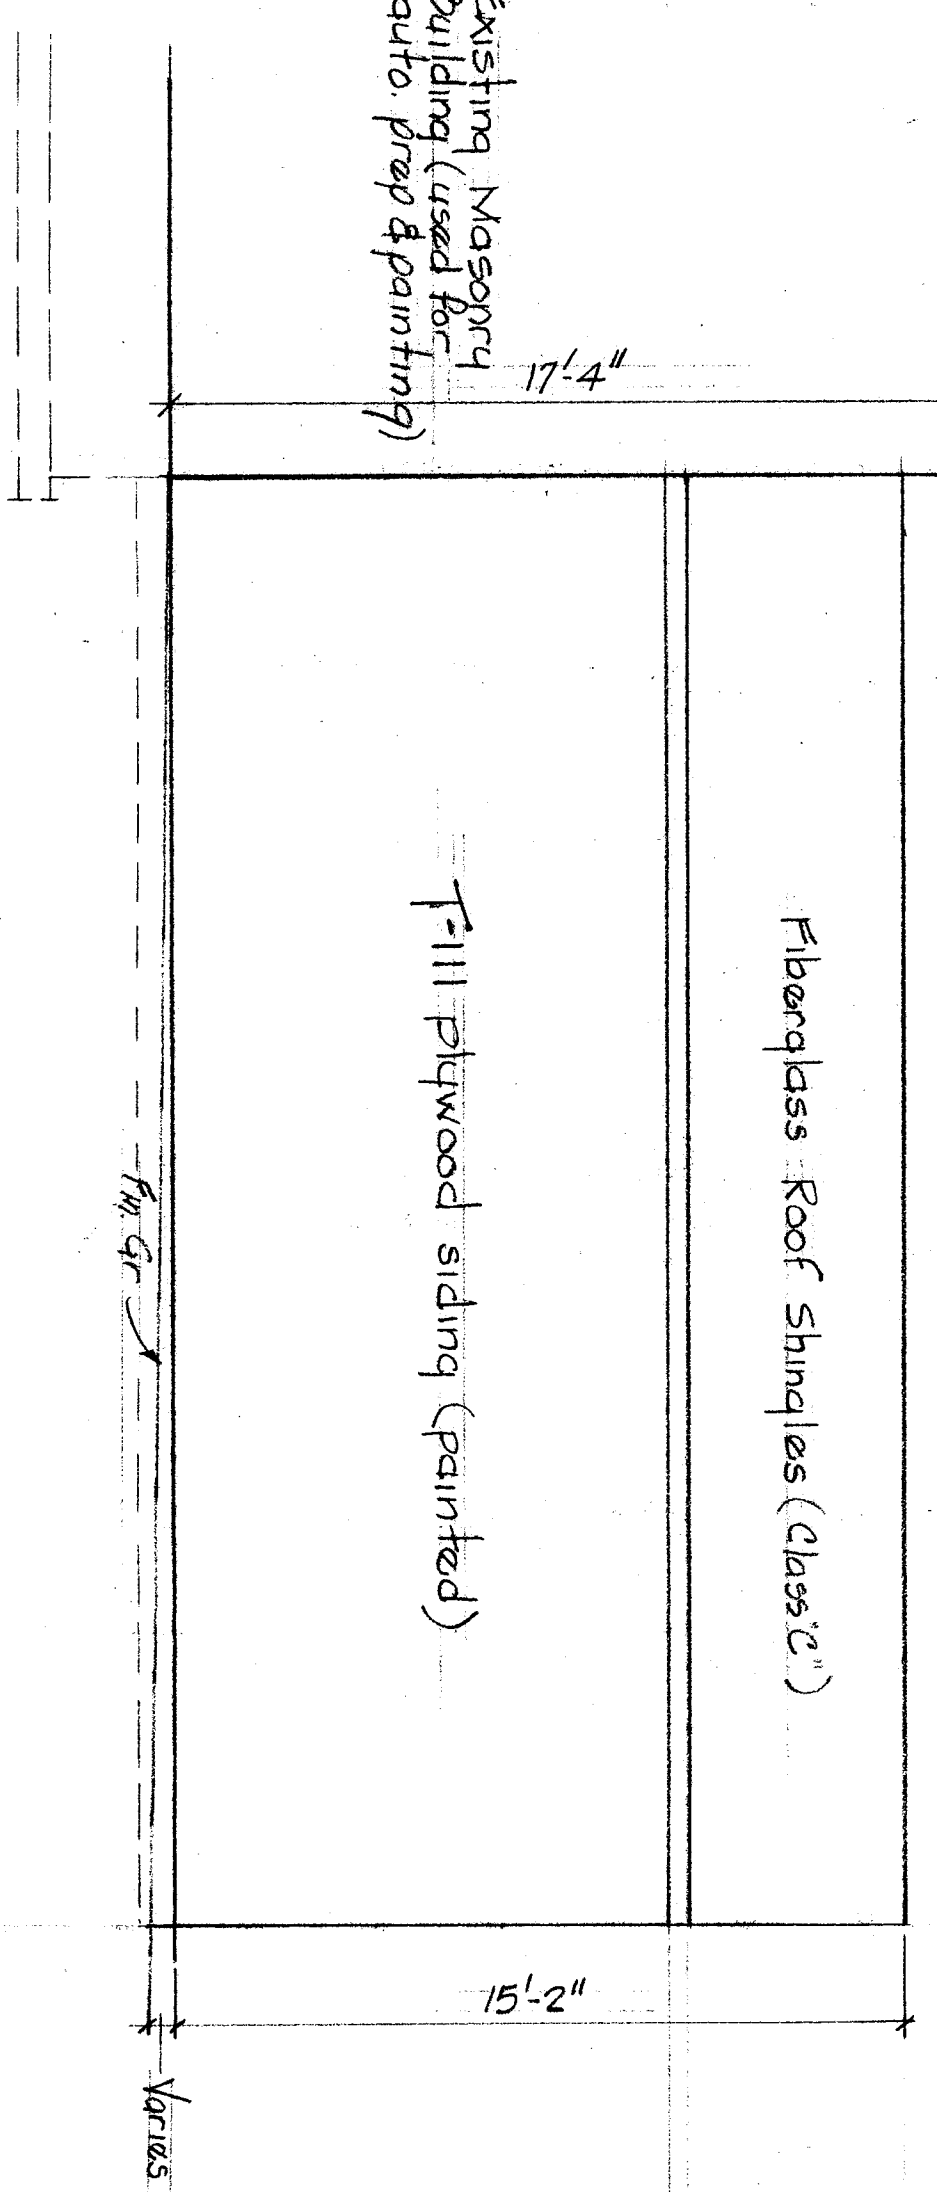 Existing Masonry
Building (used for
auto. prep & painting)
17'-4"
Fiberglass Roof Shingles (Class "C")
T-111 plywood siding (painted)
Fin. Gr
15'-2"
Varies